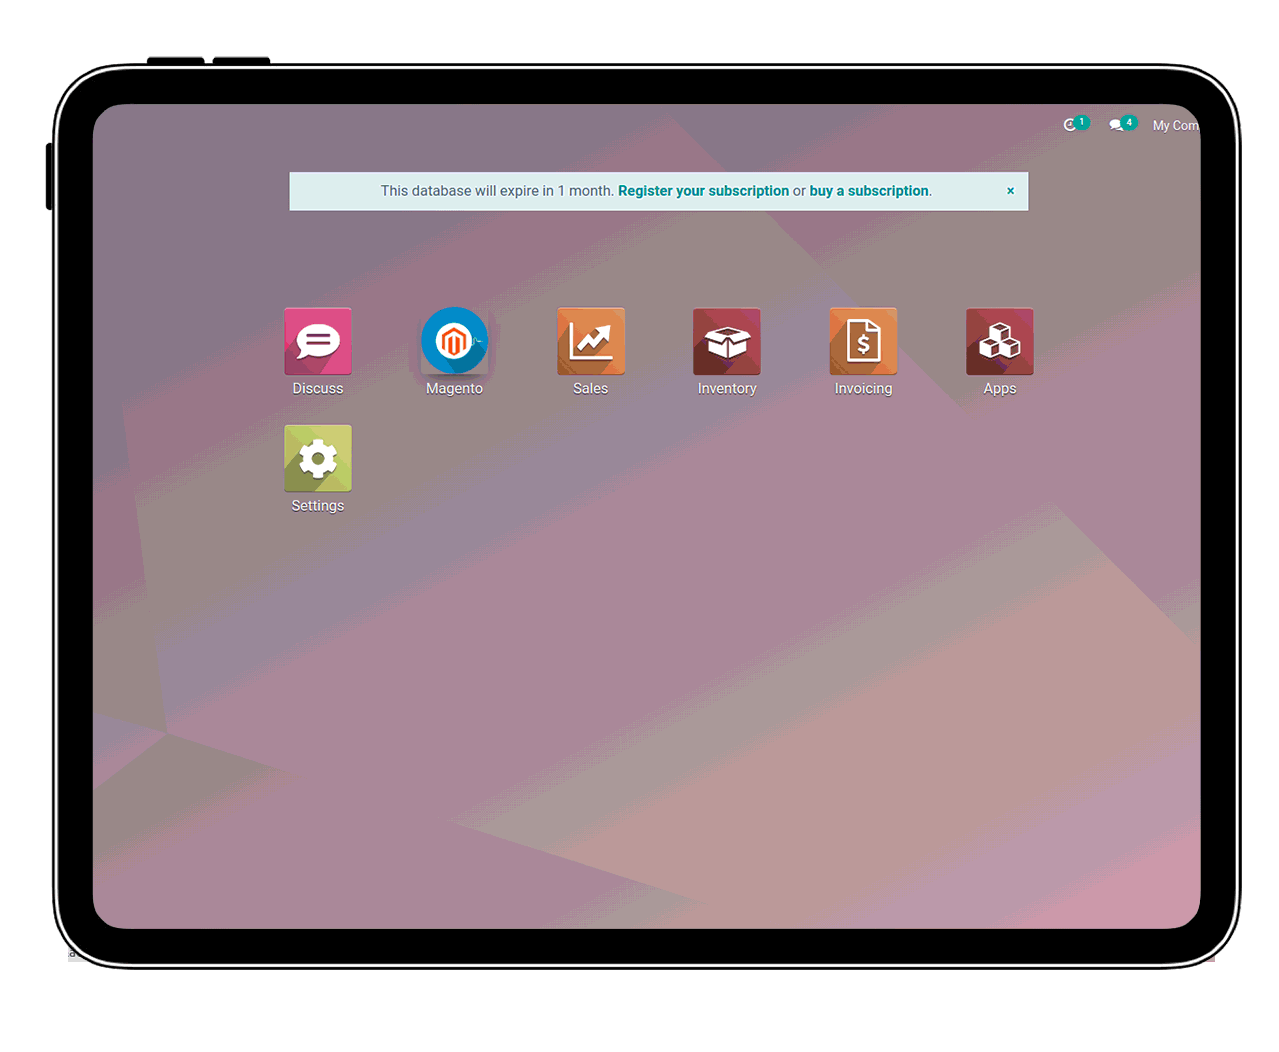 1 4 My Com
This database will expire in 1 month. Register your subscription or buy a subscription. ×
Discuss Magento Sales Inventory Invoicing Apps
Settings